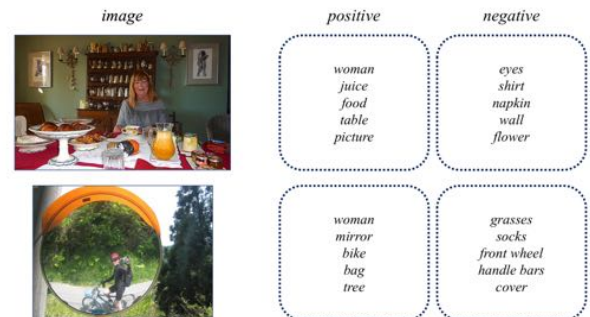 image positive negative
woman eyes
juice shirt
food napkin
table wall
picture flower
woman grasses
mirror socks
bike front wheel
bag handle bars
tree cover